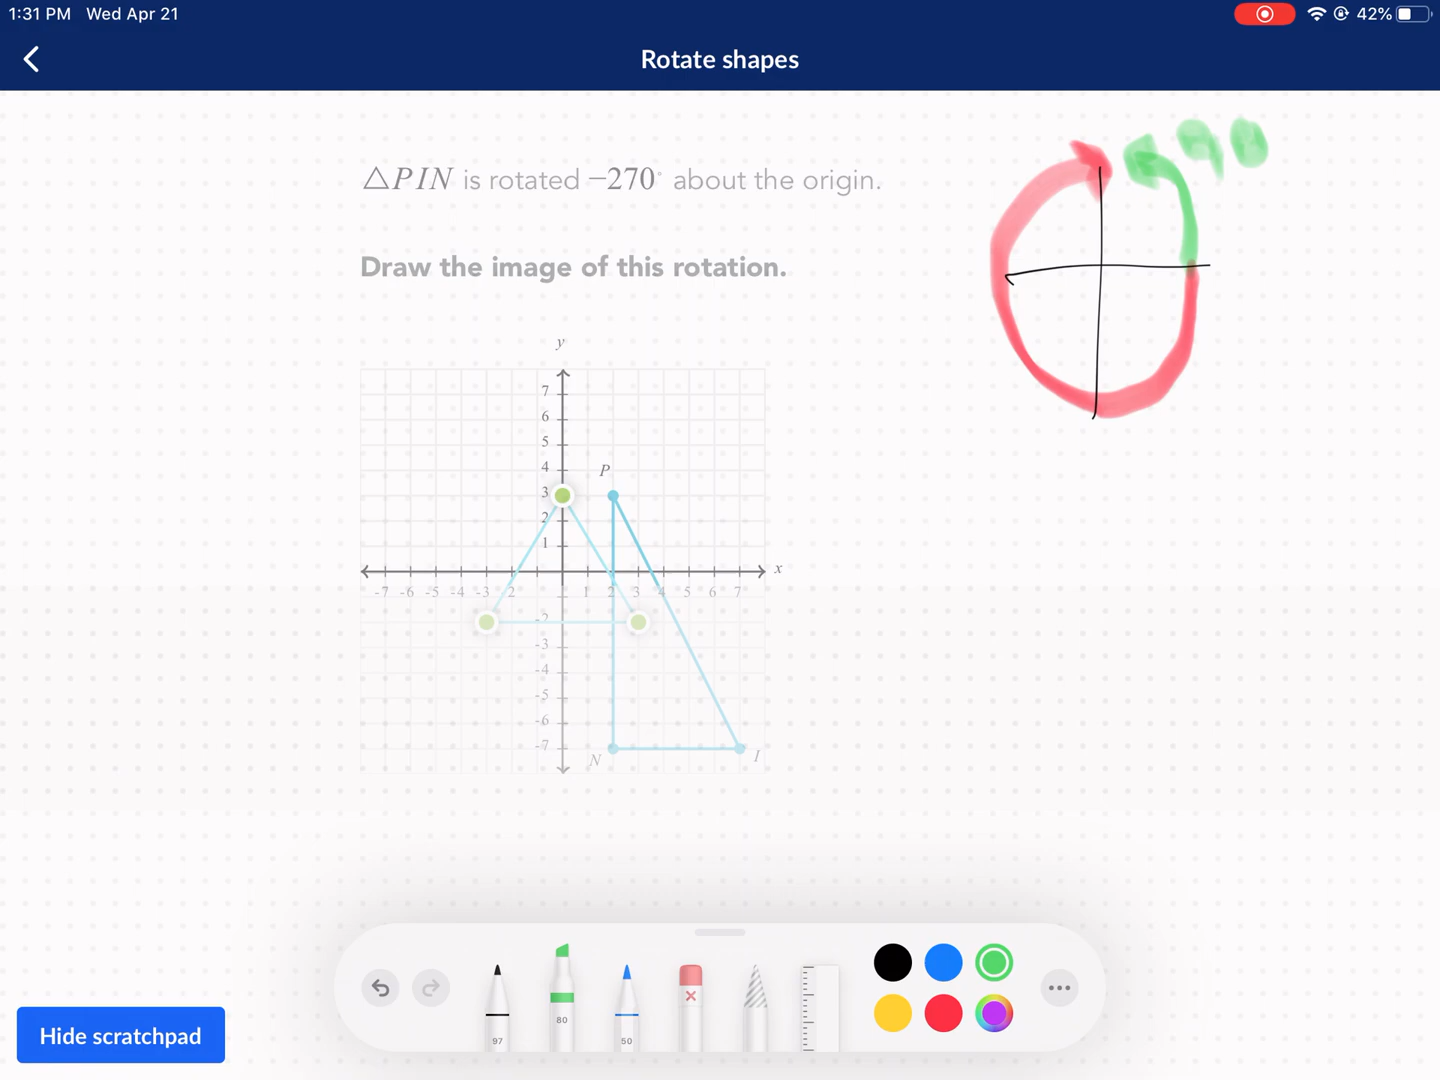 1:31 PM Wed Apr 21 42%
Rotate shapes
△PIN is rotated −270° about the origin.
Draw the image of this rotation.
y
7
6
5
4
P
3
2
1
x
-7 -6 -5 -4 -3 2 1 2 3 4 5 6 7
-2
-3
-4
-5
-6
-7
N I
97 80 50
Hide scratchpad